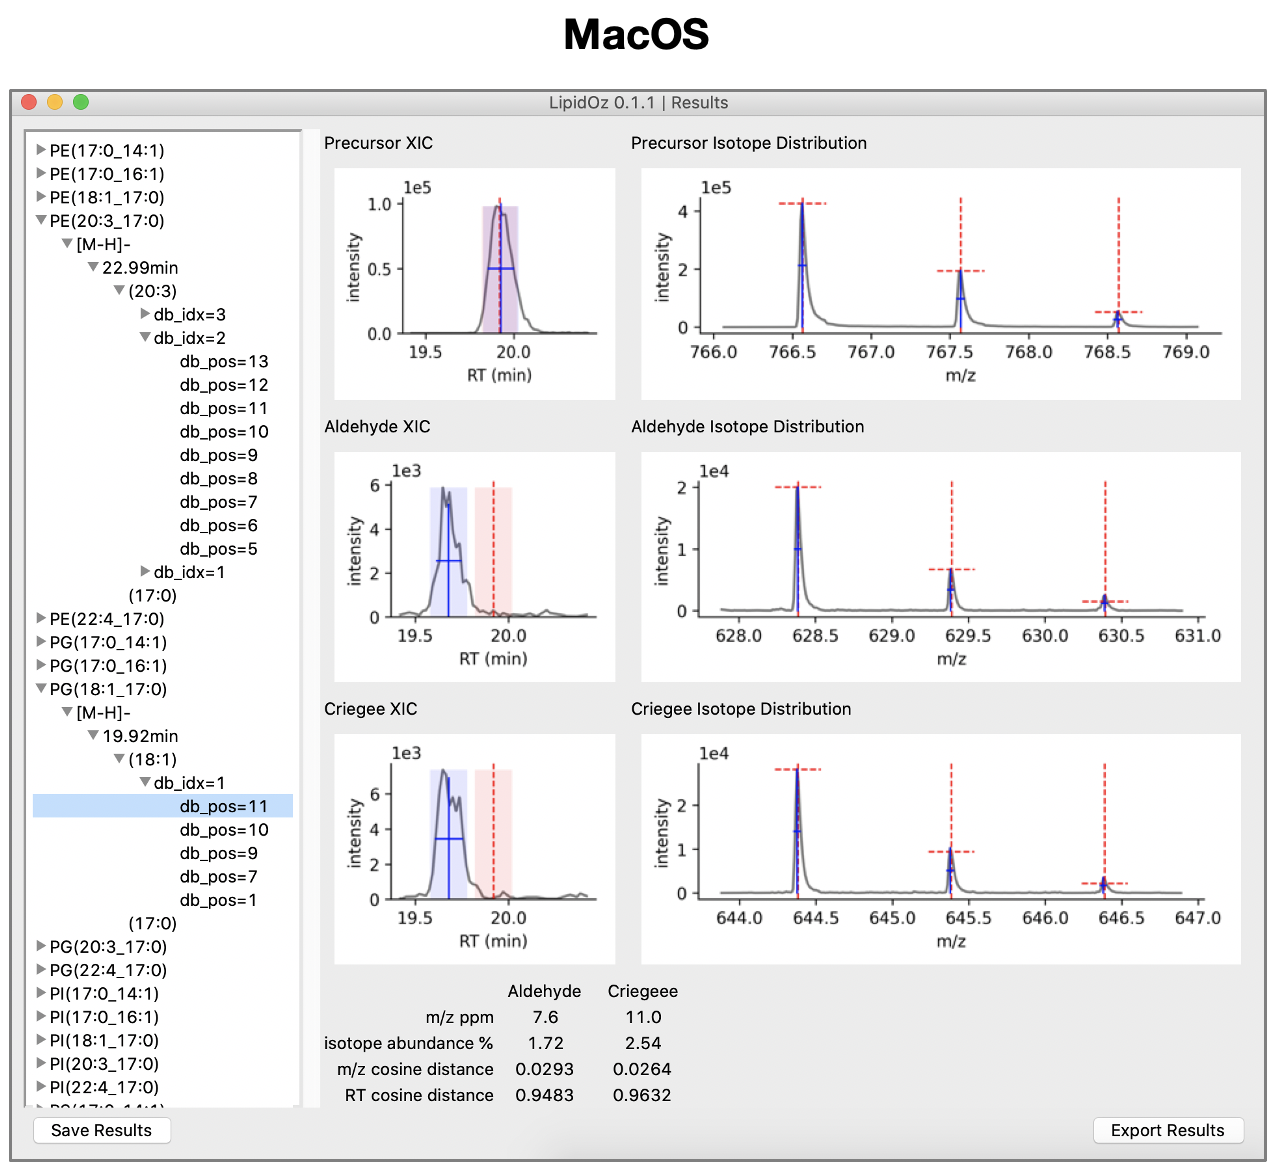 MacOS
LipidOz 0.1.1 | Results
PE(17:0_14:1)
PE(17:0_16:1)
PE(18:1_17:0)
PE(20:3_17:0)
[M-H]-
22.99min
(20:3)
db_idx=3
db_idx=2
db_pos=13
db_pos=12
db_pos=11
db_pos=10
db_pos=9
db_pos=8
db_pos=7
db_pos=6
db_pos=5
db_idx=1
(17:0)
PE(22:4_17:0)
PG(17:0_14:1)
PG(17:0_16:1)
PG(18:1_17:0)
[M-H]-
19.92min
(18:1)
db_idx=1
db_pos=11
db_pos=10
db_pos=9
db_pos=7
db_pos=1
(17:0)
PG(20:3_17:0)
PG(22:4_17:0)
PI(17:0_14:1)
PI(17:0_16:1)
PI(18:1_17:0)
PI(20:3_17:0)
PI(22:4_17:0)
Precursor XIC
1e5
1.0
0.5
0.0
intensity
19.5 20.0
RT (min)
Precursor Isotope Distribution
1e5
4
2
0
intensity
766.0 766.5 767.0 767.5 768.0 768.5 769.0
m/z
Aldehyde XIC
1e3
6
4
2
0
intensity
19.5 20.0
RT (min)
Aldehyde Isotope Distribution
1e4
2
1
0
intensity
628.0 628.5 629.0 629.5 630.0 630.5 631.0
m/z
Criegee XIC
1e3
6
4
2
0
intensity
19.5 20.0
RT (min)
Criegee Isotope Distribution
1e4
2
1
0
intensity
644.0 644.5 645.0 645.5 646.0 646.5 647.0
m/z
Aldehyde Criegeee
m/z ppm 7.6 11.0
isotope abundance % 1.72 2.54
m/z cosine distance 0.0293 0.0264
RT cosine distance 0.9483 0.9632
Save Results
Export Results